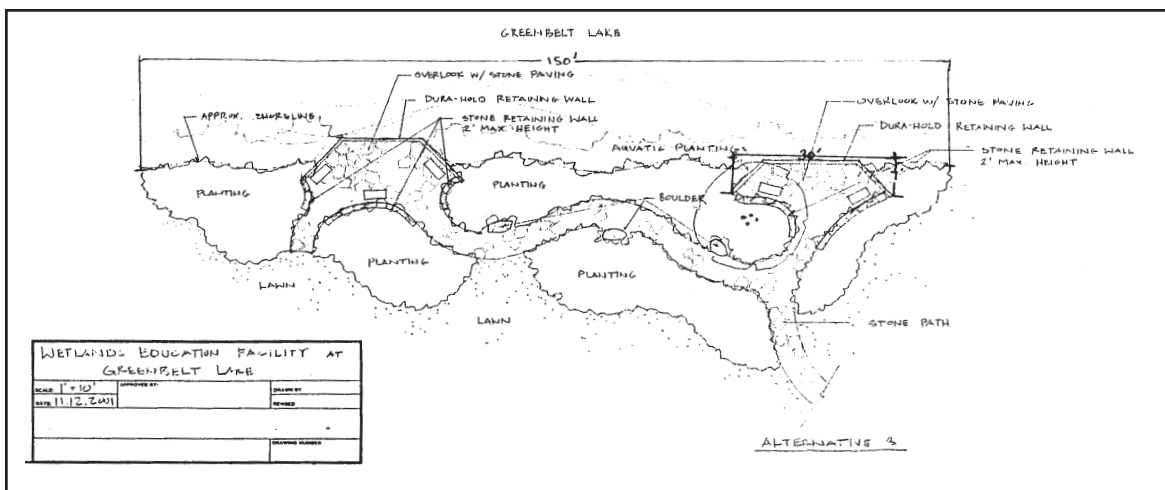 GREENBELT LAKE
150'
OVERLOOK W/ STONE PAVING
DURA-HOLD RETAINING WALL
STONE RETAINING WALL
2' MAX. HEIGHT
APPROX. SHORELINE
AQUATIC PLANTINGS
OVERLOOK W/ STONE PAVING
DURA-HOLD RETAINING WALL
STONE RETAINING WALL
2' MAX. HEIGHT
30'
PLANTING
PLANTING
BOULDER
PLANTING
PLANTING
LAWN
LAWN
STONE PATH
WETLANDS EDUCATION FACILITY AT
GREENBELT LAKE
SCALE: 1"=10'
APPROVED BY:
DRAWN BY
DATE: 11.12.2001
REVISED
DRAWING NUMBER
ALTERNATIVE 3